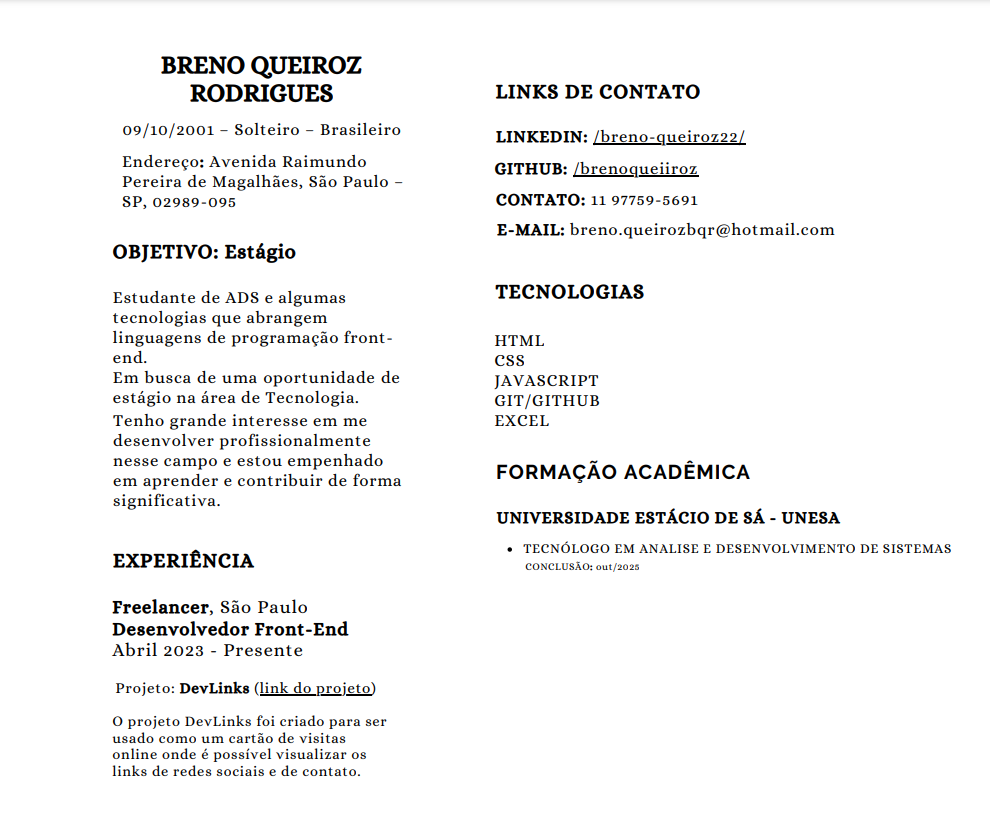 BRENO QUEIROZ
RODRIGUES
09/10/2001 – Solteiro – Brasileiro
Endereço: Avenida Raimundo
Pereira de Magalhães, São Paulo –
SP, 02989-095
OBJETIVO: Estágio
Estudante de ADS e algumas
tecnologias que abrangem
linguagens de programação front-
end.
Em busca de uma oportunidade de
estágio na área de Tecnologia.
Tenho grande interesse em me
desenvolver profissionalmente
nesse campo e estou empenhado
em aprender e contribuir de forma
significativa.
EXPERIÊNCIA
Freelancer, São Paulo
Desenvolvedor Front-End
Abril 2023 - Presente
Projeto: DevLinks (link do projeto)
O projeto DevLinks foi criado para ser
usado como um cartão de visitas
online onde é possível visualizar os
links de redes sociais e de contato.
LINKS DE CONTATO
LINKEDIN: /breno-queiroz22/
GITHUB: /brenoqueiiroz
CONTATO: 11 97759-5691
E-MAIL: breno.queirozbqr@hotmail.com
TECNOLOGIAS
HTML
CSS
JAVASCRIPT
GIT/GITHUB
EXCEL
FORMAÇÃO ACADÊMICA
UNIVERSIDADE ESTÁCIO DE SÁ - UNESA
• TECNÓLOGO EM ANALISE E DESENVOLVIMENTO DE SISTEMAS
CONCLUSÃO: out/2025